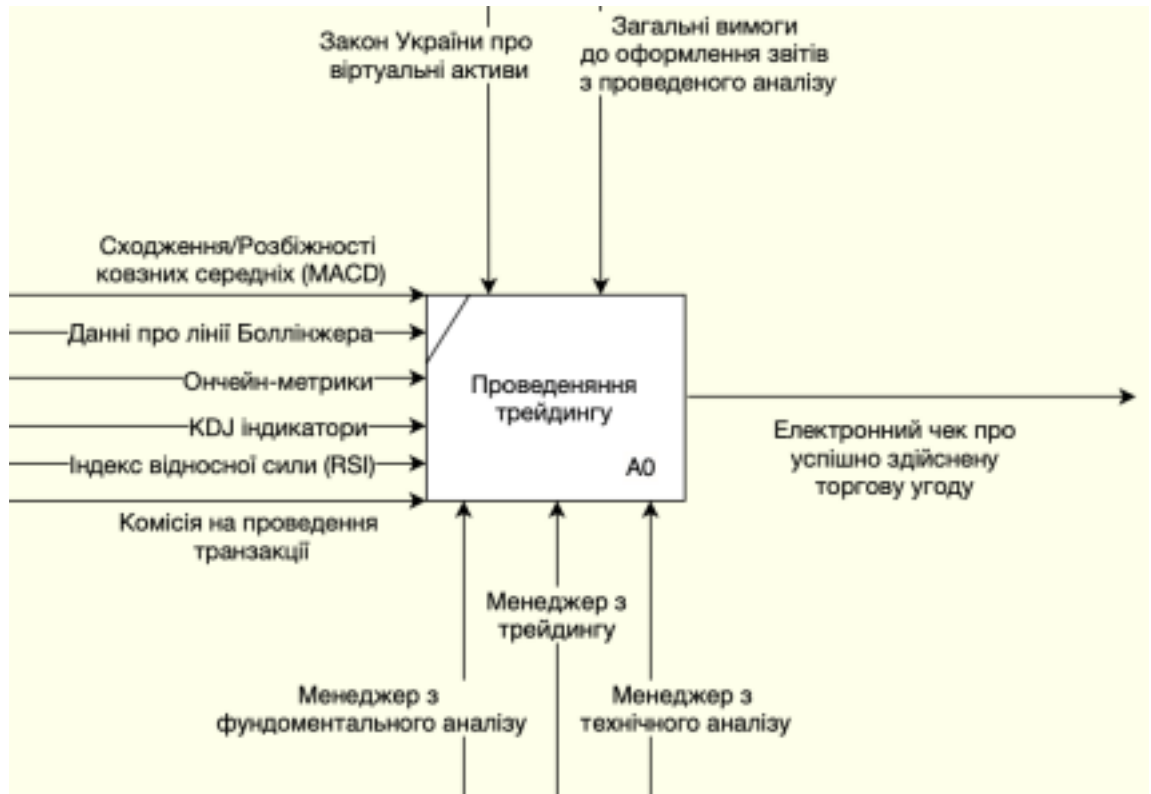 Закон України про
віртуальні активи
Загальні вимоги
до оформлення звітів
з проведеного аналізу
Сходження/Розбіжності
ковзних середніх (MACD)
Данні про лінії Боллінжера
Ончейн-метрики
KDJ індикатори
Індекс відносної сили (RSI)
Комісія на проведення
транзакції
Проведеняння
трейдингу
A0
Електронний чек про
успішно здійснену
торгову угоду
Менеджер з
трейдингу
Менеджер з
фундоментального аналізу
Менеджер з
технічного аналізу